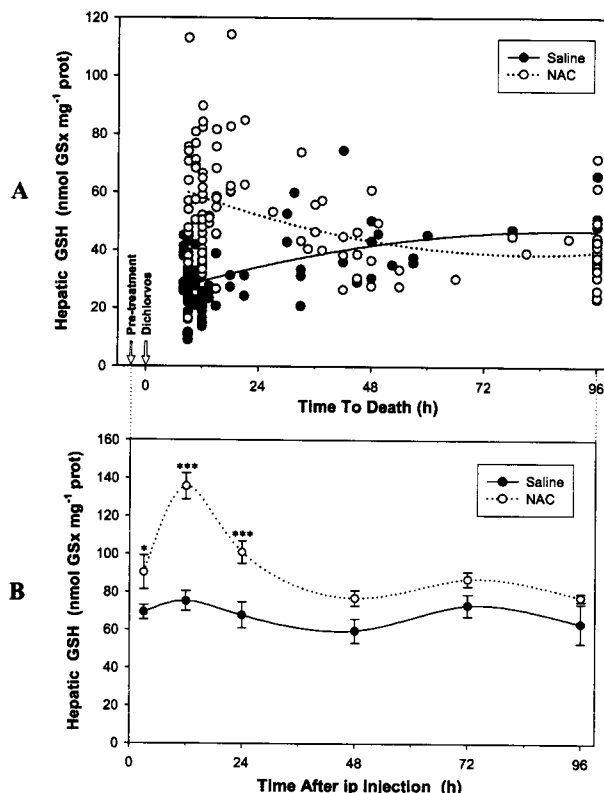 A
Hepatic GSH (nmol GSx mg⁻¹ prot)
120
100
80
60
40
20
0
Saline
NAC
Pre-treatment
Dichlorvos
0
24
48
72
96
Time To Death (h)
B
Hepatic GSH (nmol GSx mg⁻¹ prot)
160
140
120
100
80
60
40
20
0
*
***
***
Saline
NAC
0
24
48
72
96
Time After ip Injection (h)